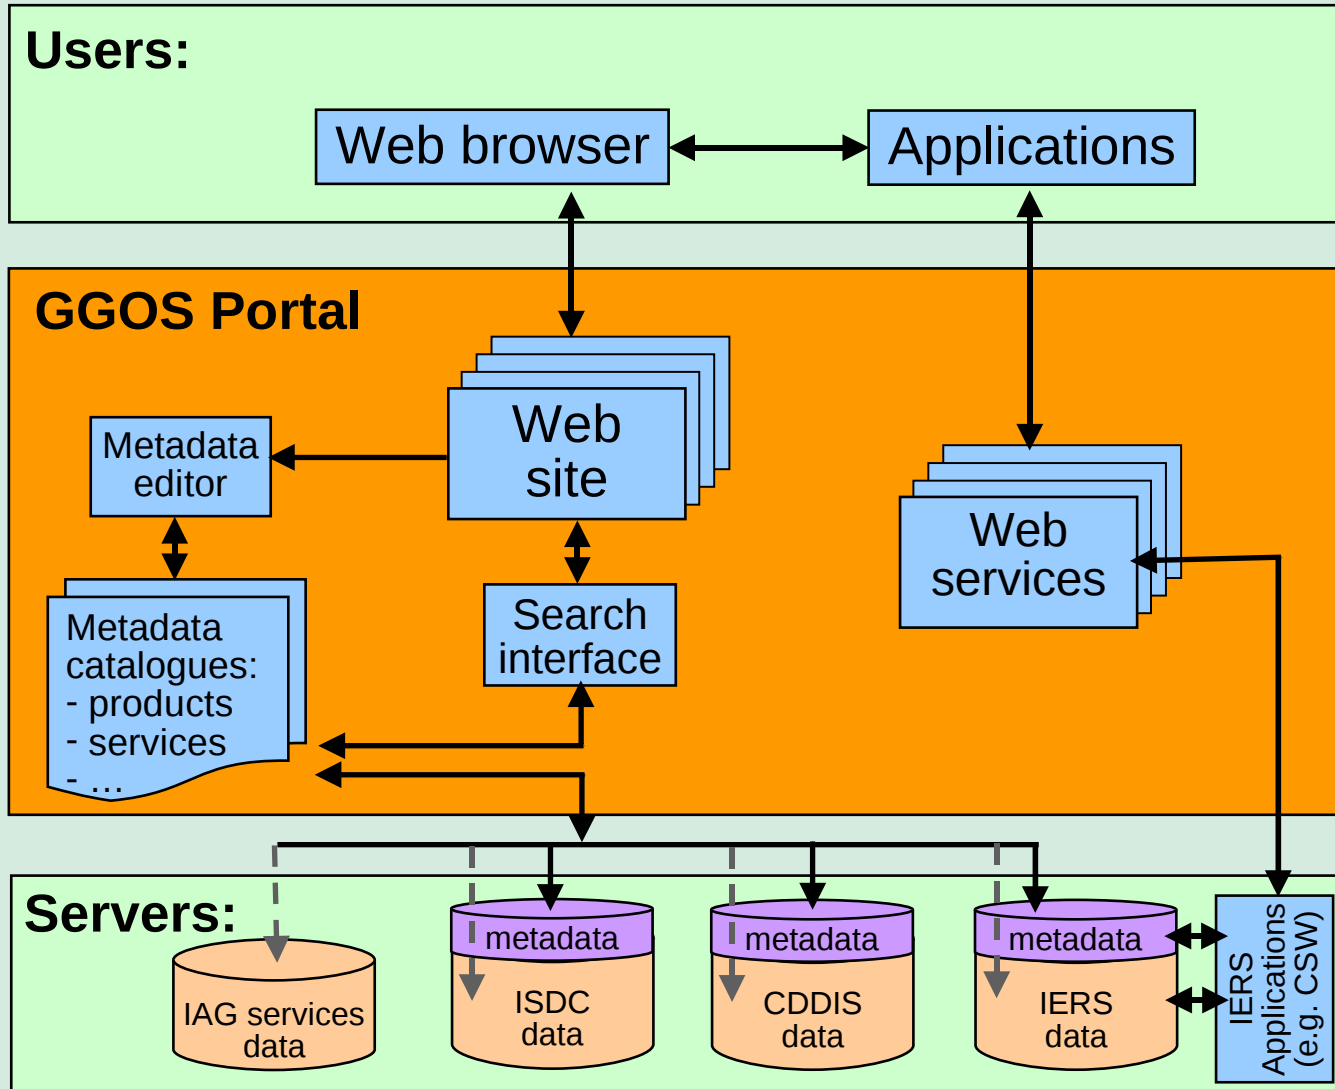 Users:
Web browser
Applications
GGOS Portal
Metadata
editor
Web
site
Web
services
Metadata
catalogues:
- products
- services
- …
Search
interface
Servers:
IAG services
data
metadata
ISDC
data
metadata
CDDIS
data
metadata
IERS
data
IERS
Applications
(e.g. CSW)